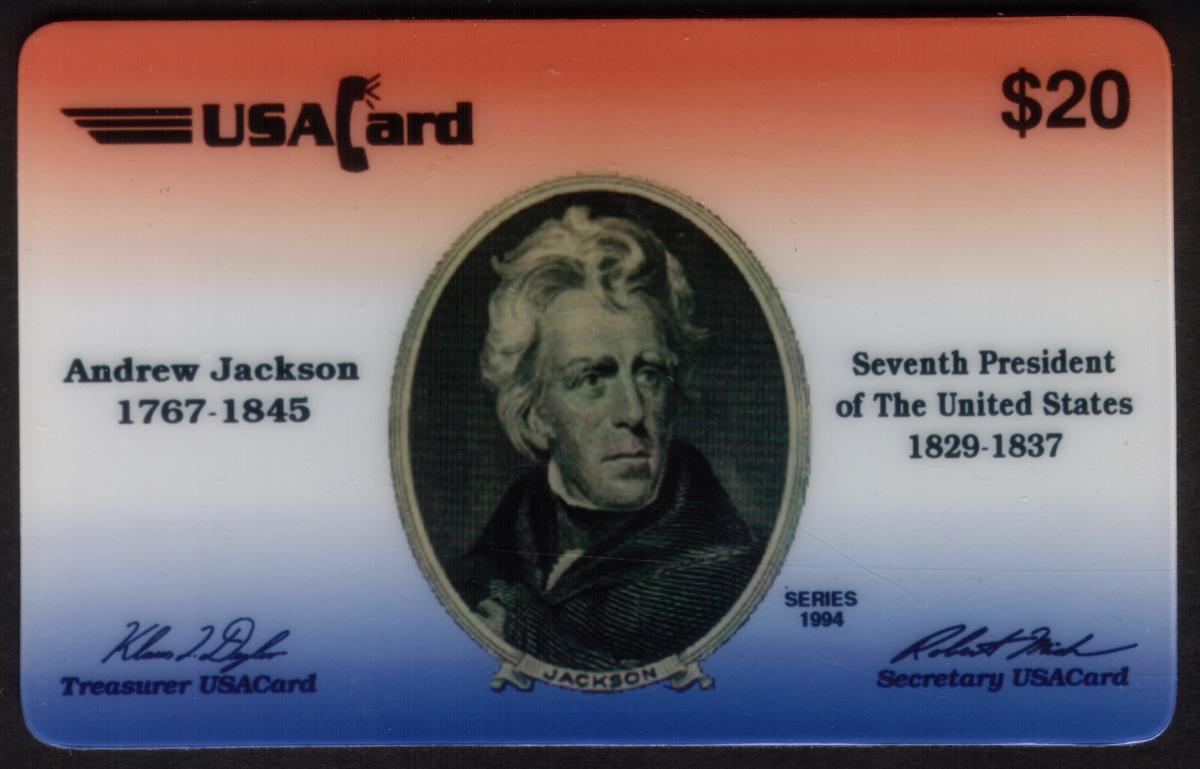 USACard
$20
Andrew Jackson
1767-1845
Seventh President
of The United States
1829-1837
SERIES
1994
Treasurer USACard
Secretary USACard
JACKSON